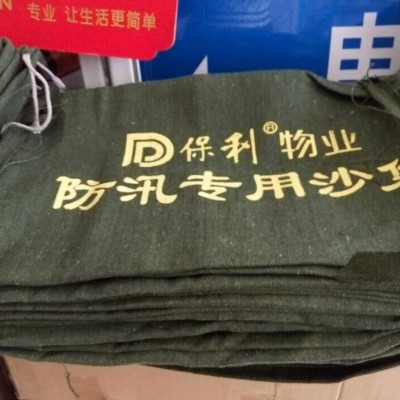 专业 让生活更简单
保利® 物业
防汛专用沙